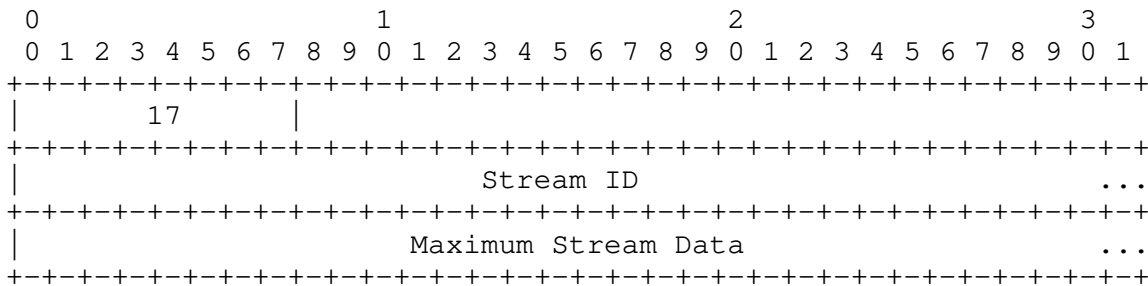 0                   1                   2                   3
0 1 2 3 4 5 6 7 8 9 0 1 2 3 4 5 6 7 8 9 0 1 2 3 4 5 6 7 8 9 0 1
+-+-+-+-+-+-+-+-+-+-+-+-+-+-+-+-+-+-+-+-+-+-+-+-+-+-+-+-+-+-+-+-+
|       17      |
+-+-+-+-+-+-+-+-+-+-+-+-+-+-+-+-+-+-+-+-+-+-+-+-+-+-+-+-+-+-+-+-+
|                          Stream ID                          ...
+-+-+-+-+-+-+-+-+-+-+-+-+-+-+-+-+-+-+-+-+-+-+-+-+-+-+-+-+-+-+-+-+
|                      Maximum Stream Data                    ...
+-+-+-+-+-+-+-+-+-+-+-+-+-+-+-+-+-+-+-+-+-+-+-+-+-+-+-+-+-+-+-+-+